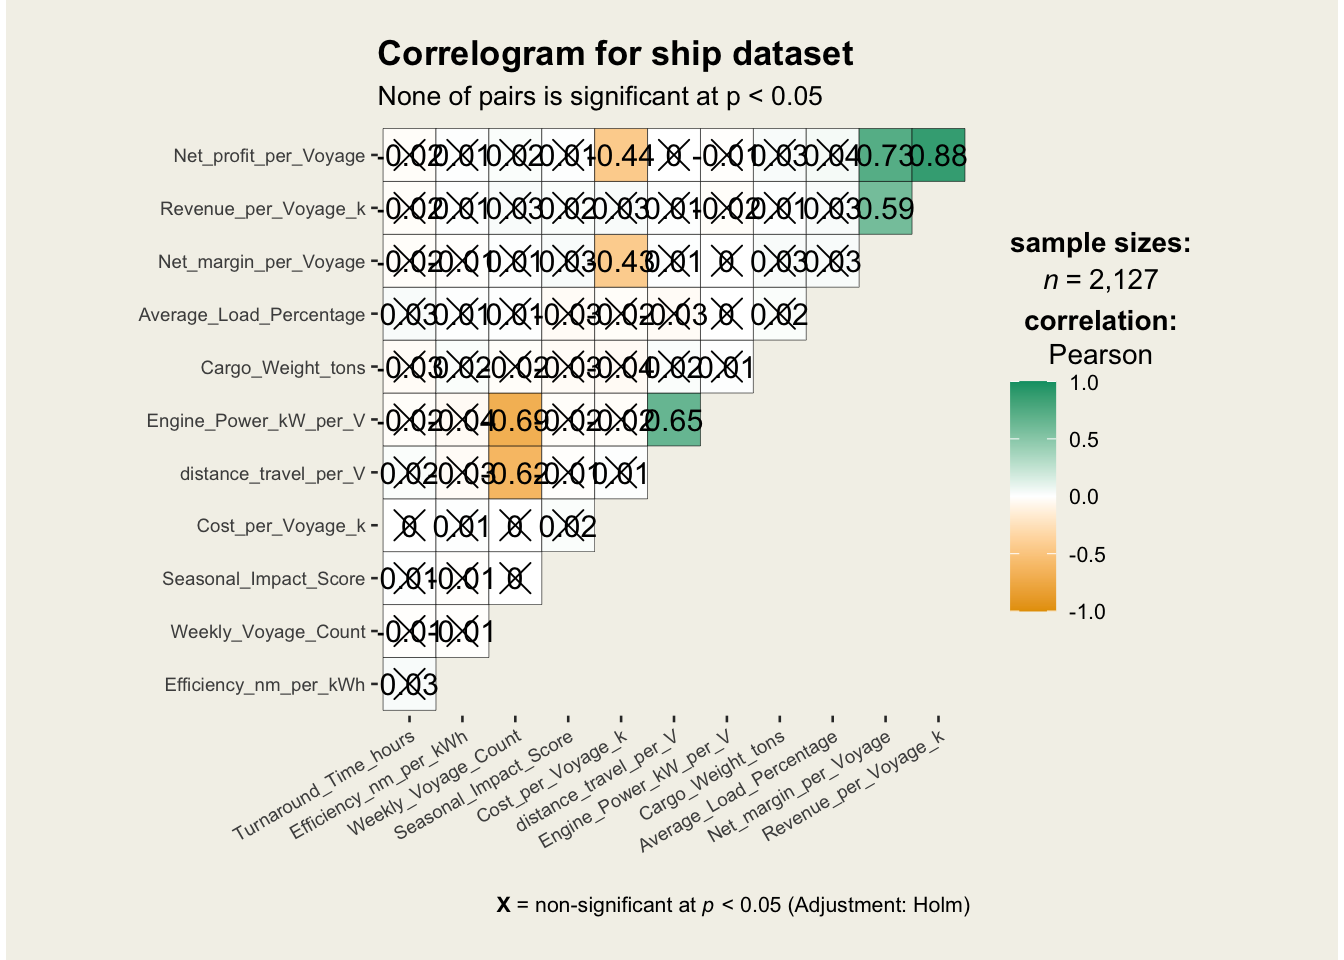 Correlogram for ship dataset
None of pairs is significant at p < 0.05
Net_profit_per_Voyage -0.02 0.01 0.02 0.01 -0.44 0 -0.01 0.03 0.04 0.73 0.88
Revenue_per_Voyage_k -0.02 0.01 0.03 0.02 0.03 0.01 -0.02 0.01 0.03 0.59
Net_margin_per_Voyage -0.02 -0.01 0.01 0.03 -0.43 0.01 0 0.03 0.03
Average_Load_Percentage 0.03 0.01 0.01 -0.03 -0.02 -0.03 0 0.02
Cargo_Weight_tons -0.03 0.02 -0.02 -0.03 -0.04 0.02 0.01
Engine_Power_kW_per_V -0.02 -0.04 -0.69 -0.02 0.65
distance_travel_per_V 0.02 -0.03 -0.62 -0.01 0.01
Cost_per_Voyage_k 0 0.01 0 0.02
Seasonal_Impact_Score 0.01 -0.01 0
Weekly_Voyage_Count -0.01 -0.01
Efficiency_nm_per_kWh 0.03
Turnaround_Time_hours
Efficiency_nm_per_kWh
Weekly_Voyage_Count
Seasonal_Impact_Score
Cost_per_Voyage_k
distance_travel_per_V
Engine_Power_kW_per_V
Cargo_Weight_tons
Average_Load_Percentage
Net_margin_per_Voyage
Revenue_per_Voyage_k
sample sizes:
n = 2,127
correlation:
Pearson
1.0
0.5
0.0
-0.5
-1.0
X = non-significant at p < 0.05 (Adjustment: Holm)